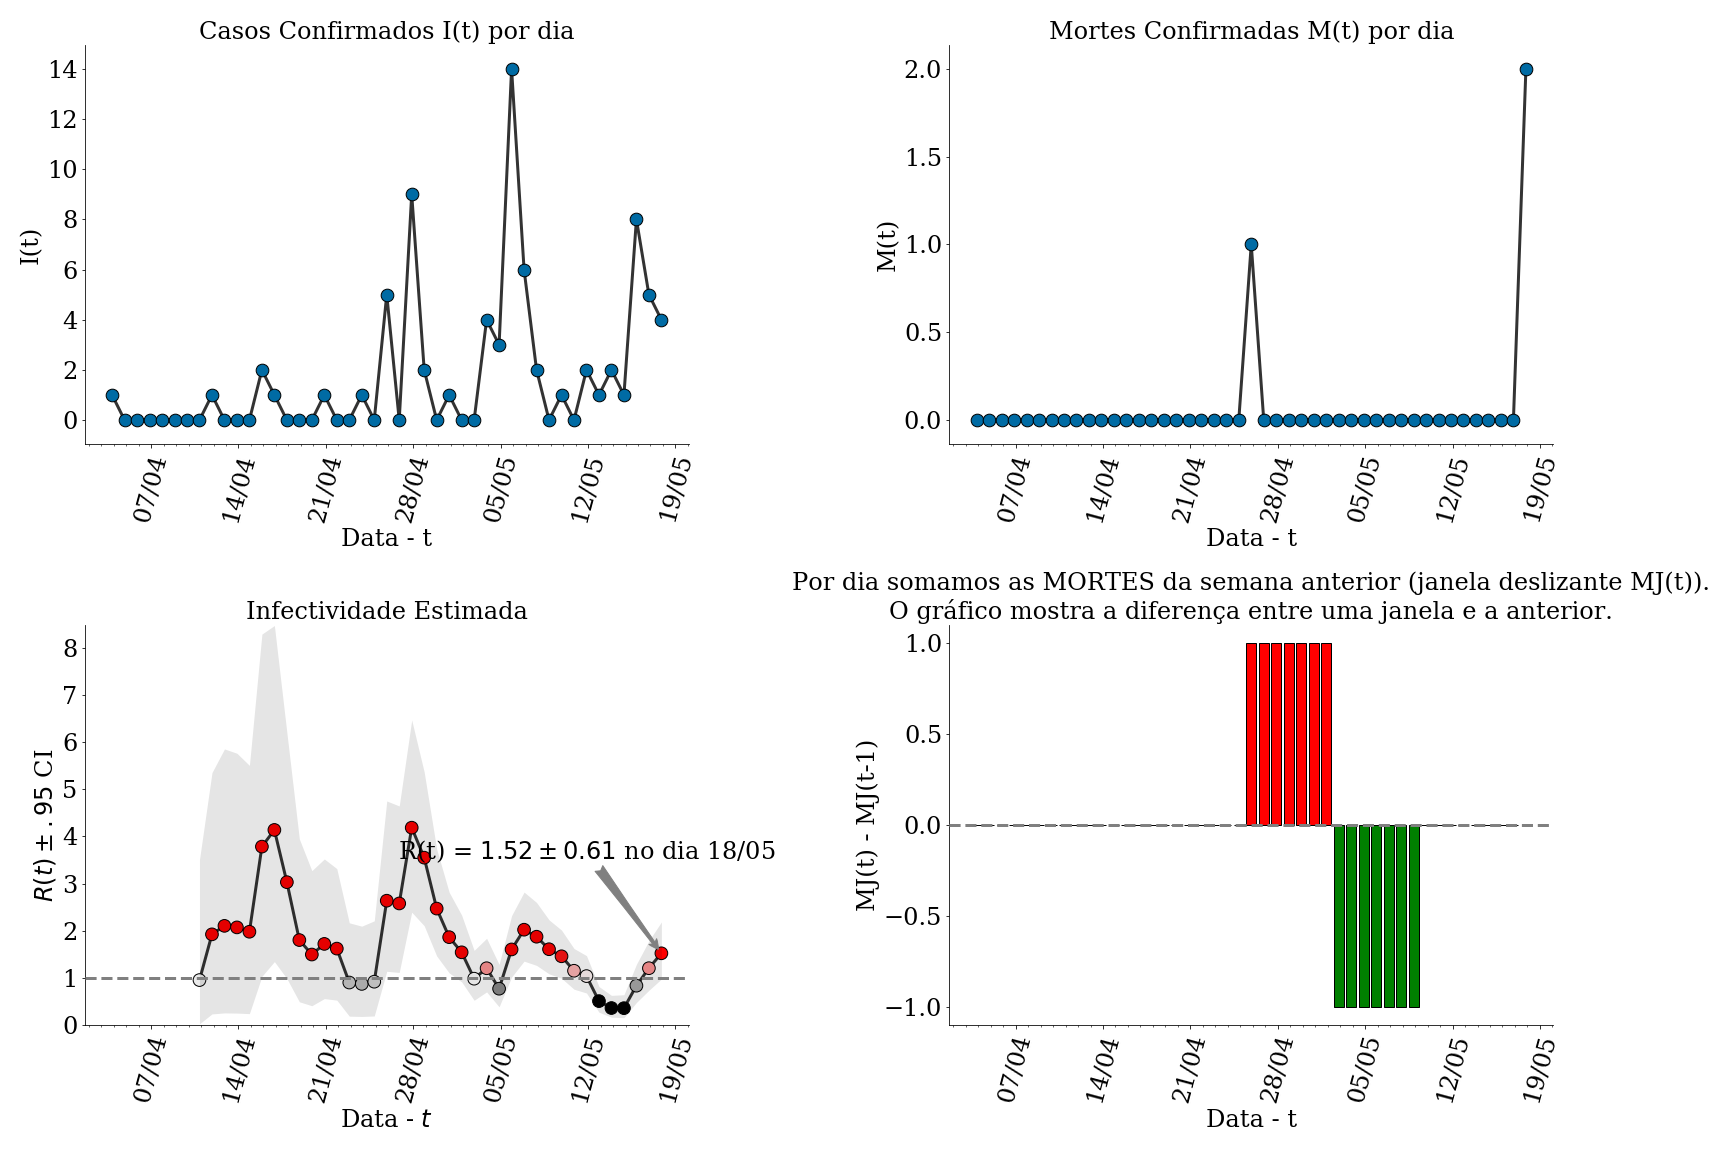 Casos Confirmados I(t) por dia
14
12
10
8
6
4
2
0
I(t)
07/04 14/04 21/04 28/04 05/05 12/05 19/05
Data - t
Mortes Confirmadas M(t) por dia
2.0
1.5
1.0
0.5
0.0
M(t)
07/04 14/04 21/04 28/04 05/05 12/05 19/05
Data - t
Infectividade Estimada
8
7
6
5
4
3
2
1
0
R(t) ± .95 CI
R(t) = 1.52 ± 0.61 no dia 18/05
07/04 14/04 21/04 28/04 05/05 12/05 19/05
Data - t
Por dia somamos as MORTES da semana anterior (janela deslizante MJ(t)).
O gráfico mostra a diferença entre uma janela e a anterior.
1.0
0.5
0.0
−0.5
−1.0
MJ(t) - MJ(t-1)
07/04 14/04 21/04 28/04 05/05 12/05 19/05
Data - t